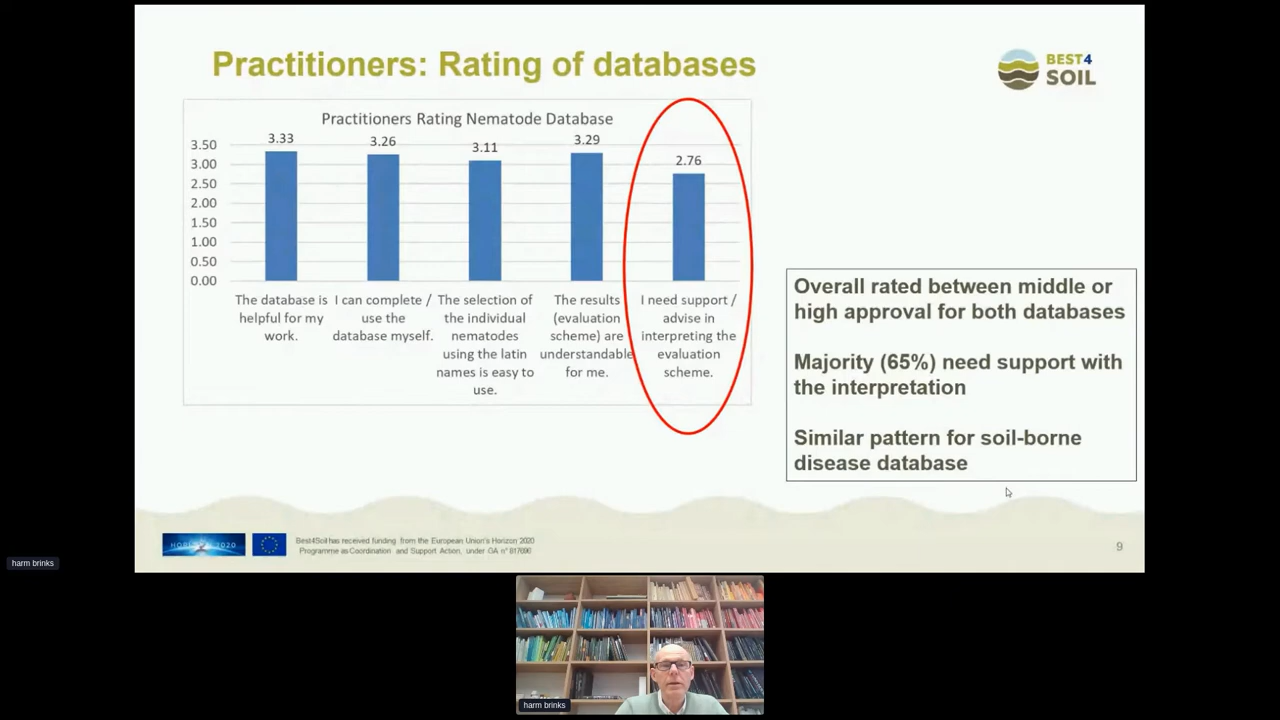 Practitioners: Rating of databases
BEST4
SOIL
Practitioners Rating Nematode Database
3.33
3.26
3.11
3.29
2.76
3.50
3.00
2.50
2.00
1.50
1.00
0.50
0.00
The database is
helpful for my
work.
I can complete /
use the
database myself.
The selection of
the individual
nematodes
using the latin
names is easy to
use.
The results
(evaluation
scheme) are
understandable
for me.
I need support /
advise in
interpreting the
evaluation
scheme.
Overall rated between middle or
high approval for both databases
Majority (65%) need support with
the interpretation
Similar pattern for soil-borne
disease database
HORIZON 2020
Best4Soil has received funding from the European Union's Horizon 2020
Programme as Coordination and Support Action, under GA n° 817696
9
harm brinks
harm brinks